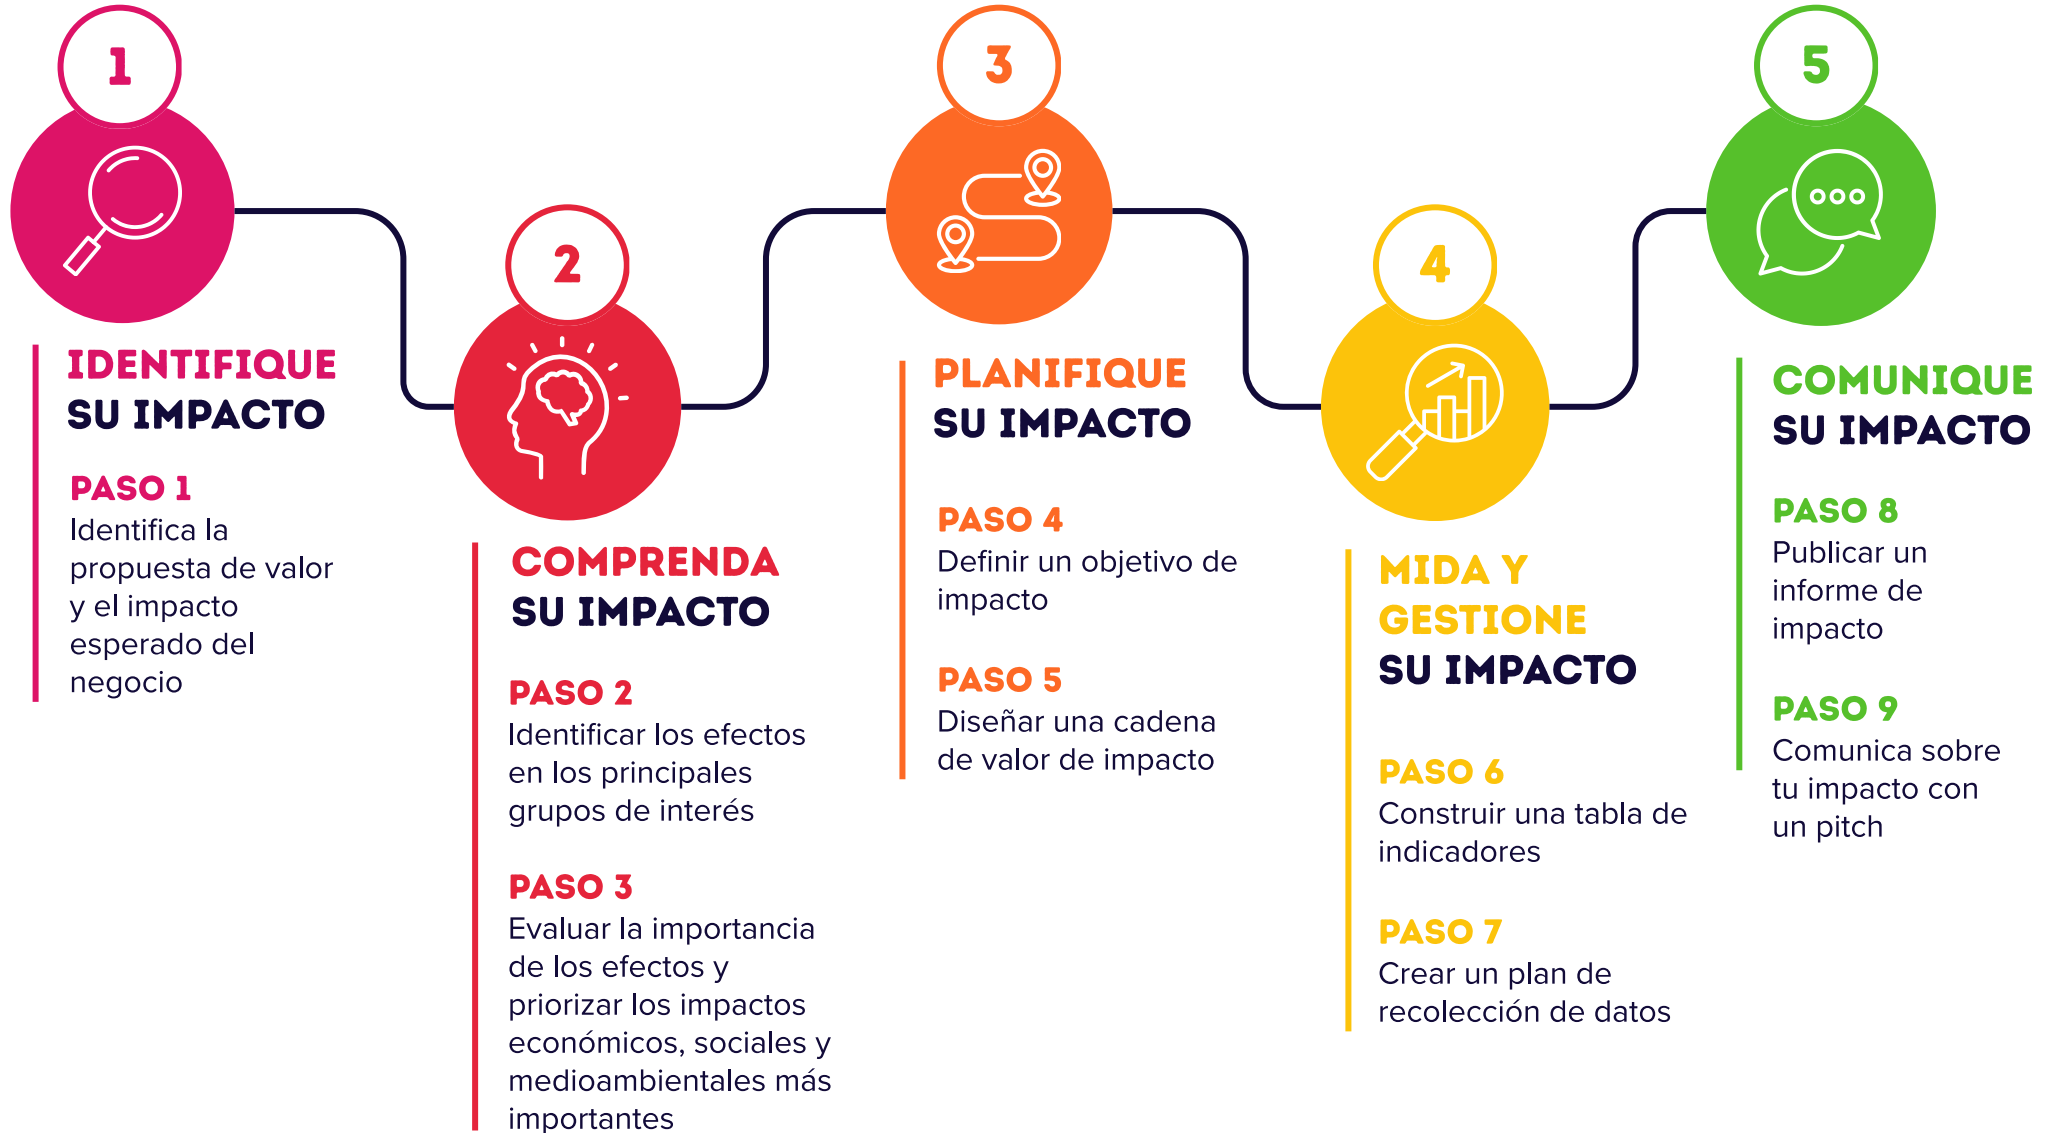 1
IDENTIFIQUE
SU IMPACTO
PASO 1
Identifica la
propuesta de valor
y el impacto
esperado del
negocio
2
COMPRENDA
SU IMPACTO
PASO 2
Identificar los efectos
en los principales
grupos de interés
PASO 3
Evaluar la importancia
de los efectos y
priorizar los impactos
económicos, sociales y
medioambientales más
importantes
3
PLANIFIQUE
SU IMPACTO
PASO 4
Definir un objetivo de
impacto
PASO 5
Diseñar una cadena
de valor de impacto
4
MIDA Y
GESTIONE
SU IMPACTO
PASO 6
Construir una tabla de
indicadores
PASO 7
Crear un plan de
recolección de datos
5
COMUNIQUE
SU IMPACTO
PASO 8
Publicar un
informe de
impacto
PASO 9
Comunica sobre
tu impacto con
un pitch